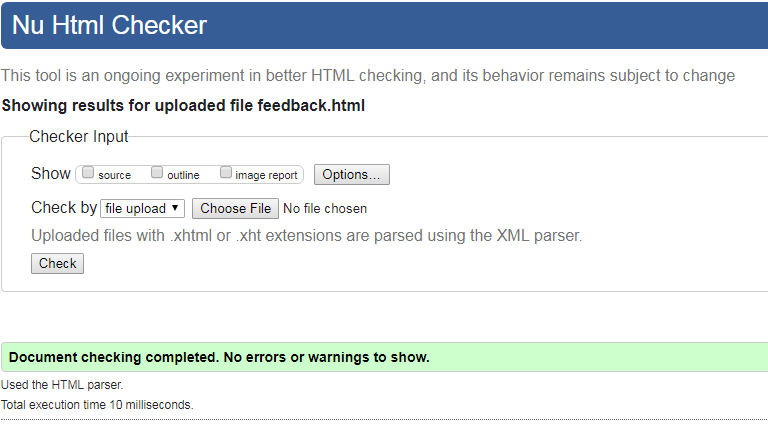 Nu Html Checker
This tool is an ongoing experiment in better HTML checking, and its behavior remains subject to change
Showing results for uploaded file feedback.html
Checker Input
Show source outline image report Options...
Check by file upload Choose File No file chosen
Uploaded files with .xhtml or .xht extensions are parsed using the XML parser.
Check
Document checking completed. No errors or warnings to show.
Used the HTML parser.
Total execution time 10 milliseconds.